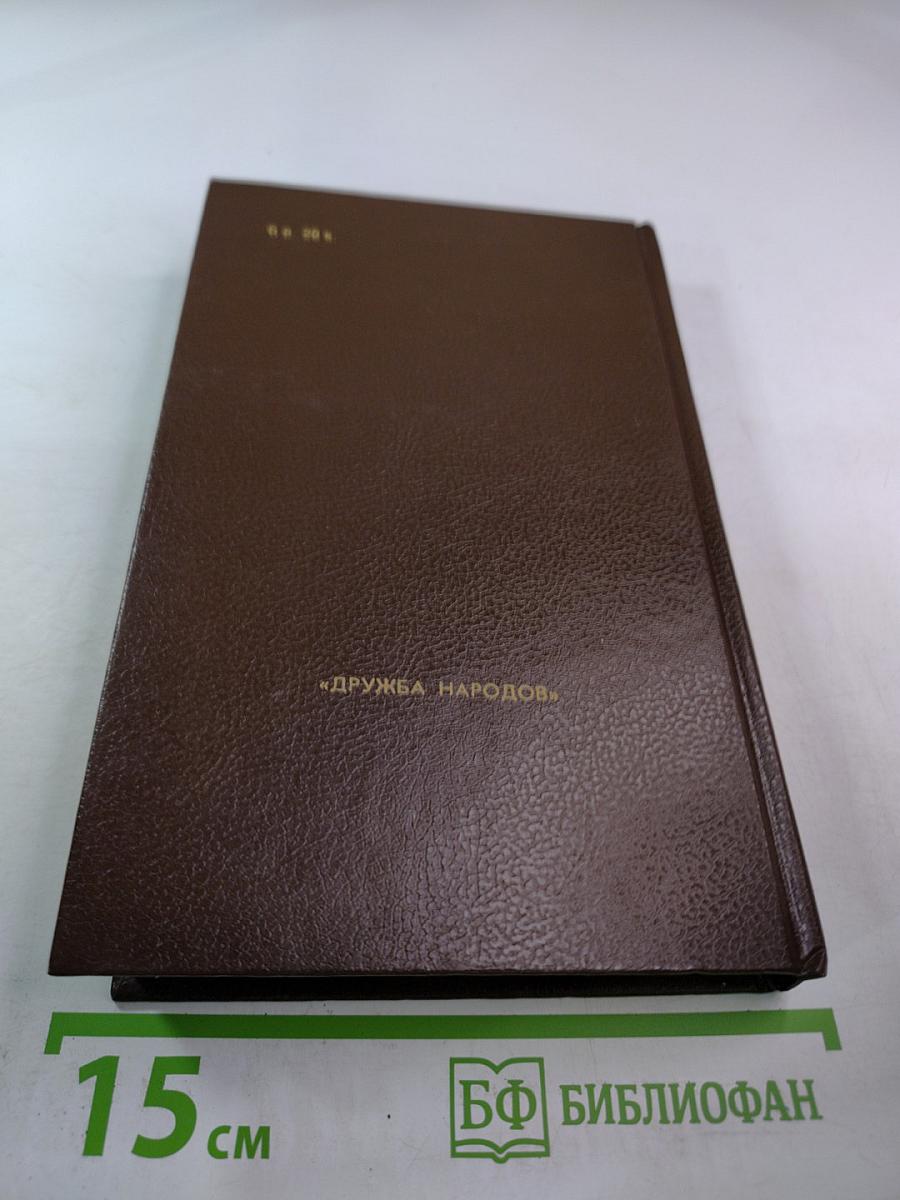 6 р. 20 к.
«ДРУЖБА НАРОДОВ»
15 см
БФ БИБЛИОФАН